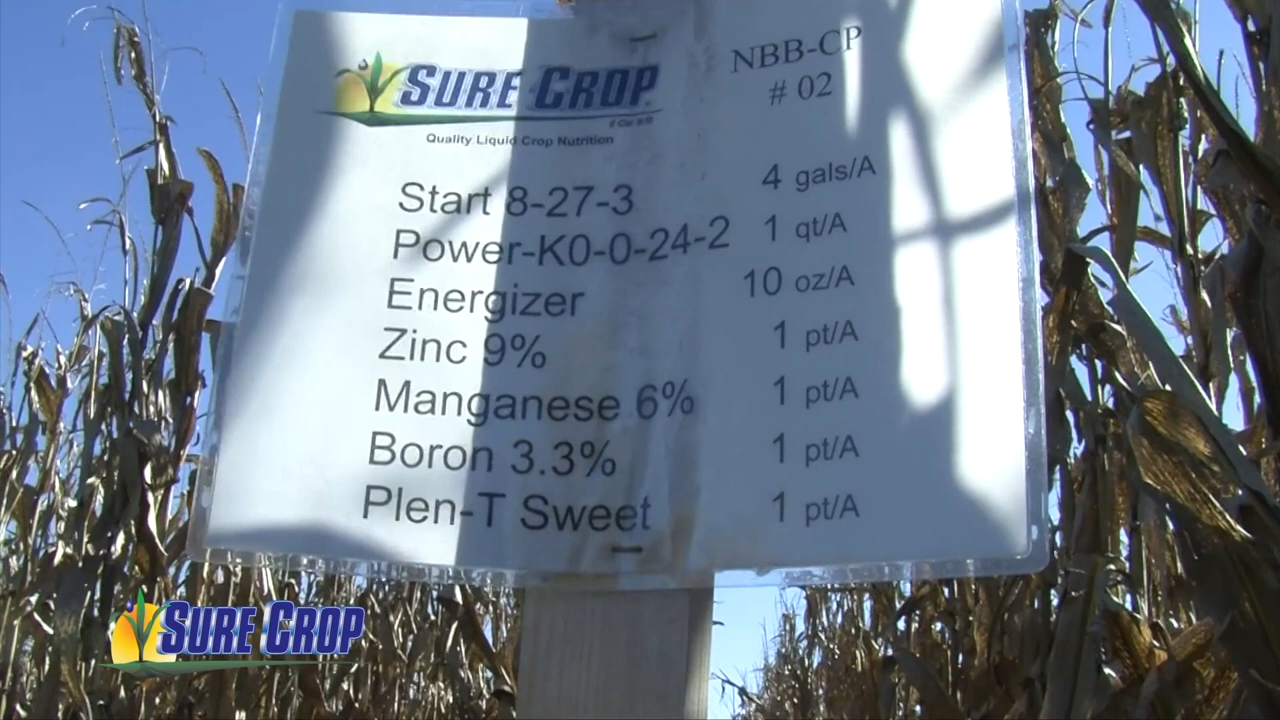 SURE CROP
Quality Liquid Crop Nutrition
NBB-CP
# 02
Start 8-27-3 4 gals/A
Power-K0-0-24-2 1 qt/A
Energizer 10 oz/A
Zinc 9% 1 pt/A
Manganese 6% 1 pt/A
Boron 3.3% 1 pt/A
Plen-T Sweet 1 pt/A
SURE CROP